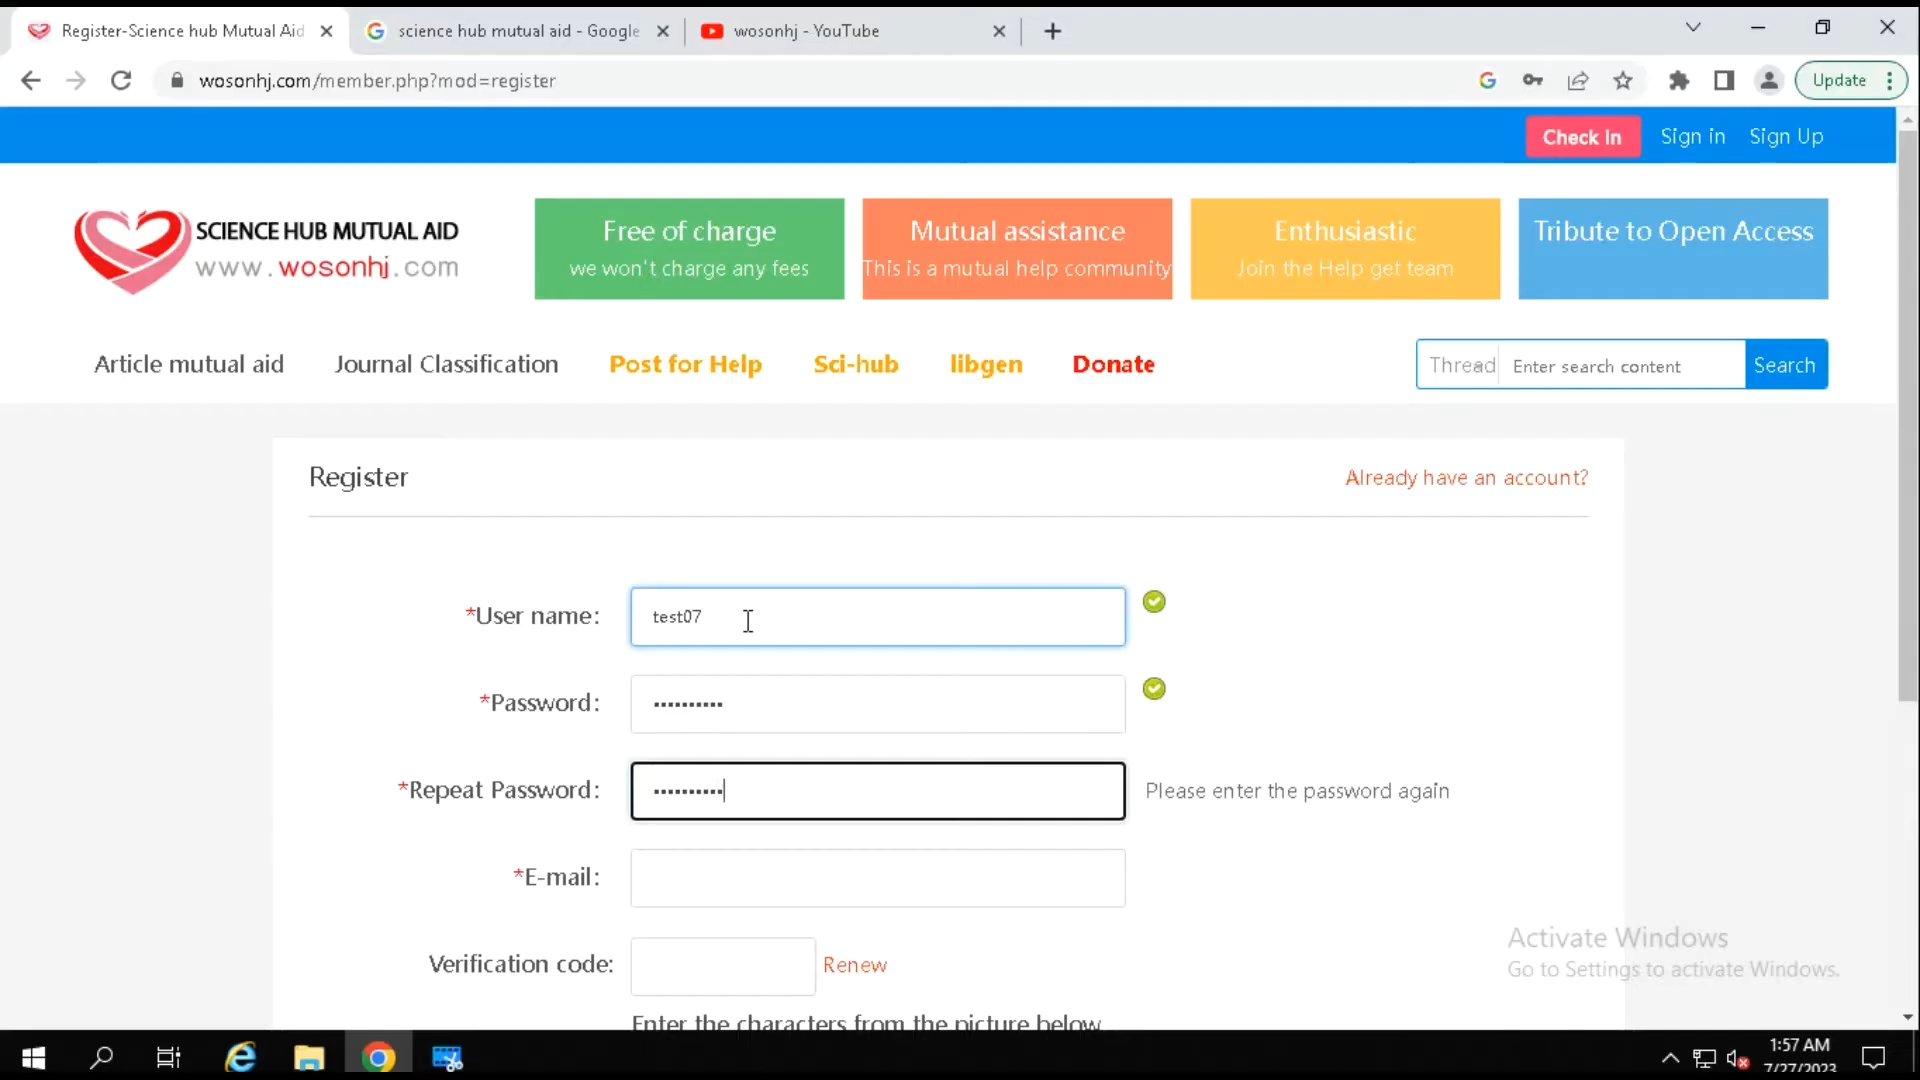 Register-Science hub Mutual Aid
science hub mutual aid - Google
wosonhj - YouTube
wosonhj.com/member.php?mod=register
Update
Check In
Sign in
Sign Up
SCIENCE HUB MUTUAL AID
www.wosonhj.com
Free of charge
we won't charge any fees
Mutual assistance
This is a mutual help community
Enthusiastic
Join the Help get team
Tribute to Open Access
Article mutual aid
Journal Classification
Post for Help
Sci-hub
libgen
Donate
Thread
Enter search content
Search
Register
Already have an account?
*User name:
test07
*Password:
••••••••••
*Repeat Password:
••••••••••
Please enter the password again
*E-mail:
Verification code:
Renew
Enter the characters from the picture below
Activate Windows
Go to Settings to activate Windows.
1:57 AM
7/27/2023